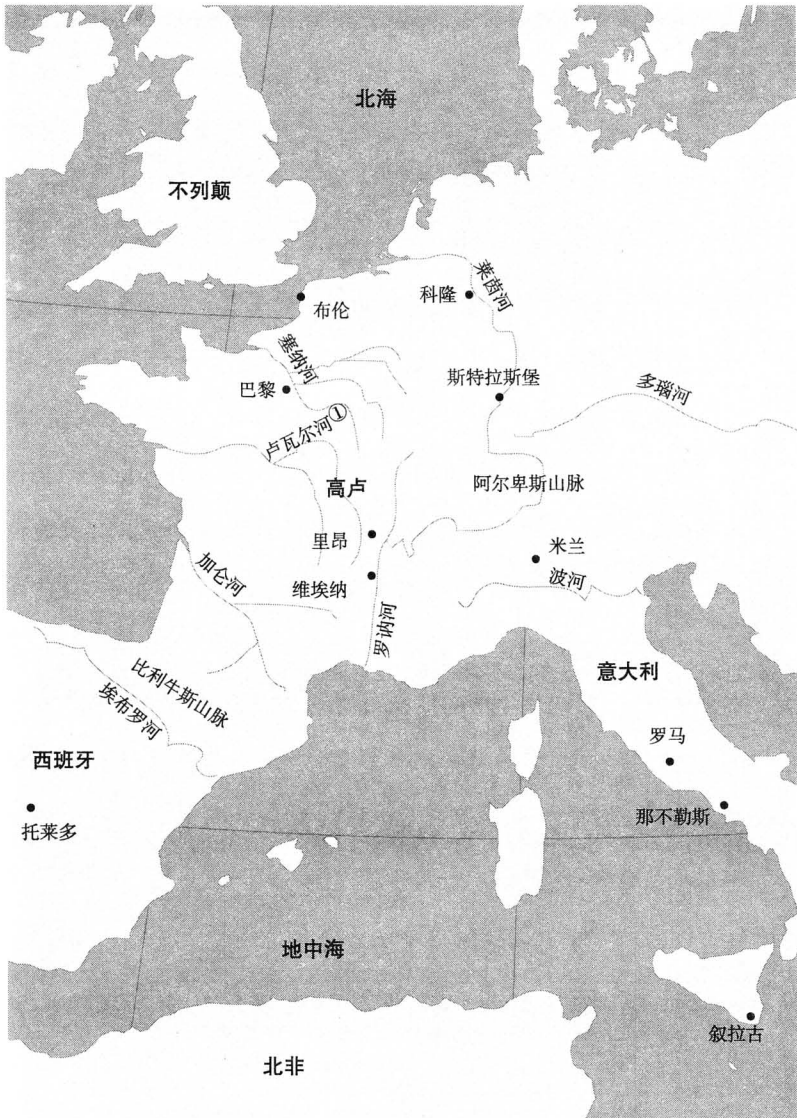 北海
不列颠
莱茵河
科隆
布伦
塞纳河
斯特拉斯堡
巴黎
多瑙河
卢瓦尔河①
阿尔卑斯山脉
高卢
里昂
米兰
加仑河
维埃纳
波河
罗讷河
比利牛斯山脉
意大利
埃布罗河
罗马
西班牙
那不勒斯
托莱多
地中海
叙拉古
北非